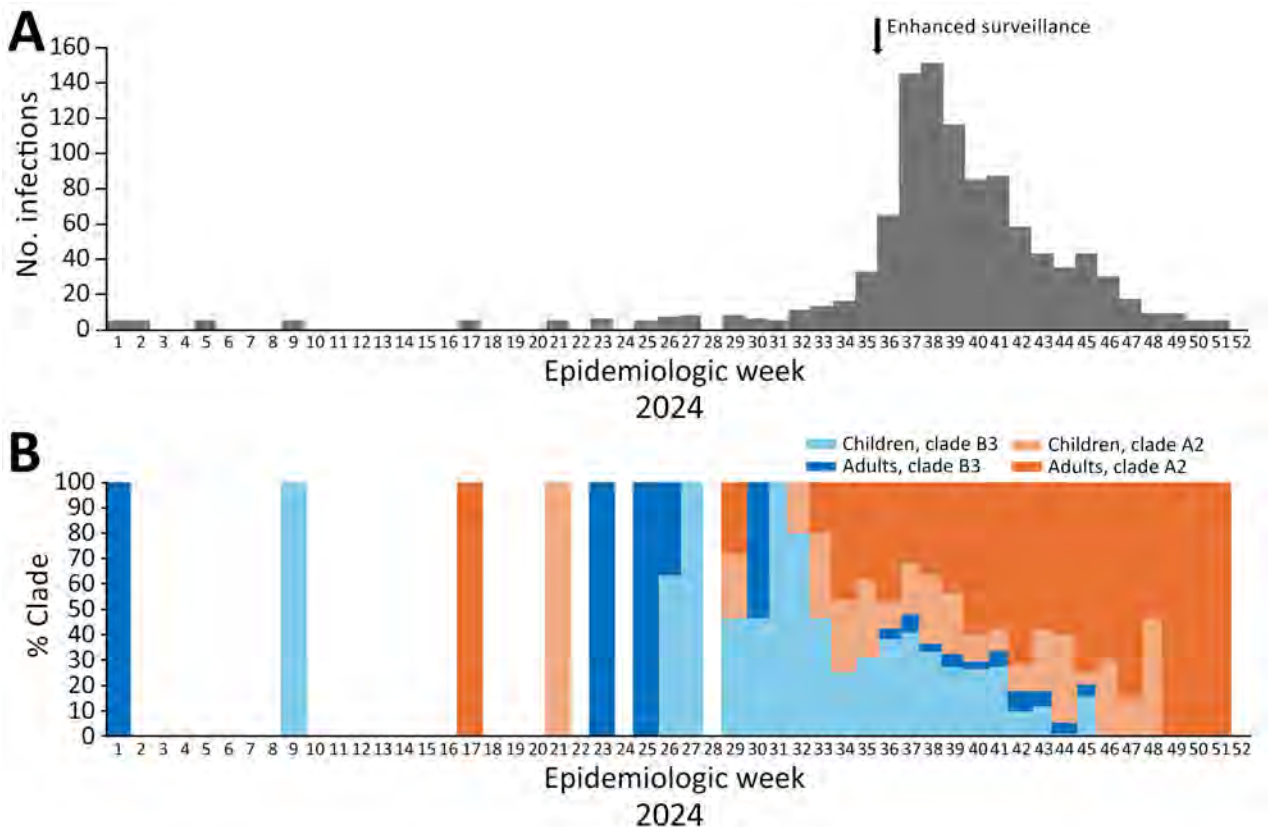 A
Enhanced surveillance
160
140
120
100
80
60
40
20
0
No. infections
1 2 3 4 5 6 7 8 9 10 11 12 13 14 15 16 17 18 19 20 21 22 23 24 25 26 27 28 29 30 31 32 33 34 35 36 37 38 39 40 41 42 43 44 45 46 47 48 49 50 51 52
Epidemiologic week
2024
B
Children, clade B3 Children, clade A2
Adults, clade B3 Adults, clade A2
100
90
80
70
60
50
40
30
20
10
0
% Clade
1 2 3 4 5 6 7 8 9 10 11 12 13 14 15 16 17 18 19 20 21 22 23 24 25 26 27 28 29 30 31 32 33 34 35 36 37 38 39 40 41 42 43 44 45 46 47 48 49 50 51 52
Epidemiologic week
2024